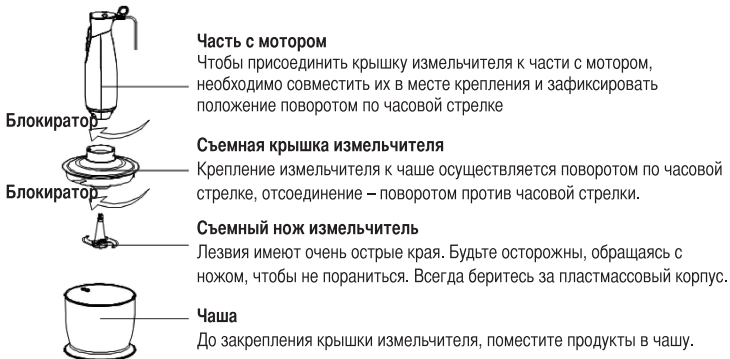 Часть с мотором
Чтобы присоединить крышку измельчителя к части с мотором,
необходимо совместить их в месте крепления и зафиксировать
положение поворотом по часовой стрелке
Блокиратор
Съемная крышка измельчителя
Крепление измельчителя к чаше осуществляется поворотом по часовой
стрелке, отсоединение – поворотом против часовой стрелки.
Блокиратор
Съемный нож измельчитель
Лезвия имеют очень острые края. Будьте осторожны, обращаясь с
ножом, чтобы не пораниться. Всегда беритесь за пластмассовый корпус.
Чаша
До закрепления крышки измельчителя, поместите продукты в чашу.